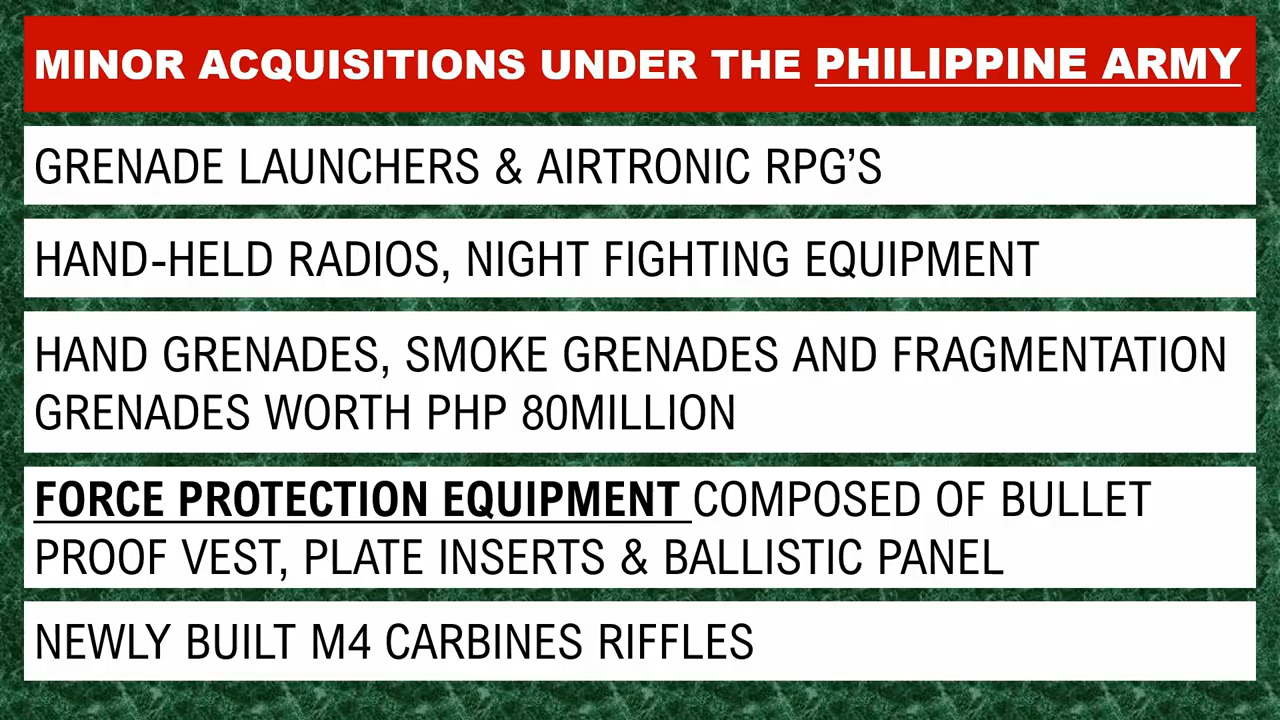 MINOR ACQUISITIONS UNDER THE PHILIPPINE ARMY
GRENADE LAUNCHERS & AIRTRONIC RPG’S
HAND-HELD RADIOS, NIGHT FIGHTING EQUIPMENT
HAND GRENADES, SMOKE GRENADES AND FRAGMENTATION
GRENADES WORTH PHP 80MILLION
FORCE PROTECTION EQUIPMENT COMPOSED OF BULLET
PROOF VEST, PLATE INSERTS & BALLISTIC PANEL
NEWLY BUILT M4 CARBINES RIFFLES